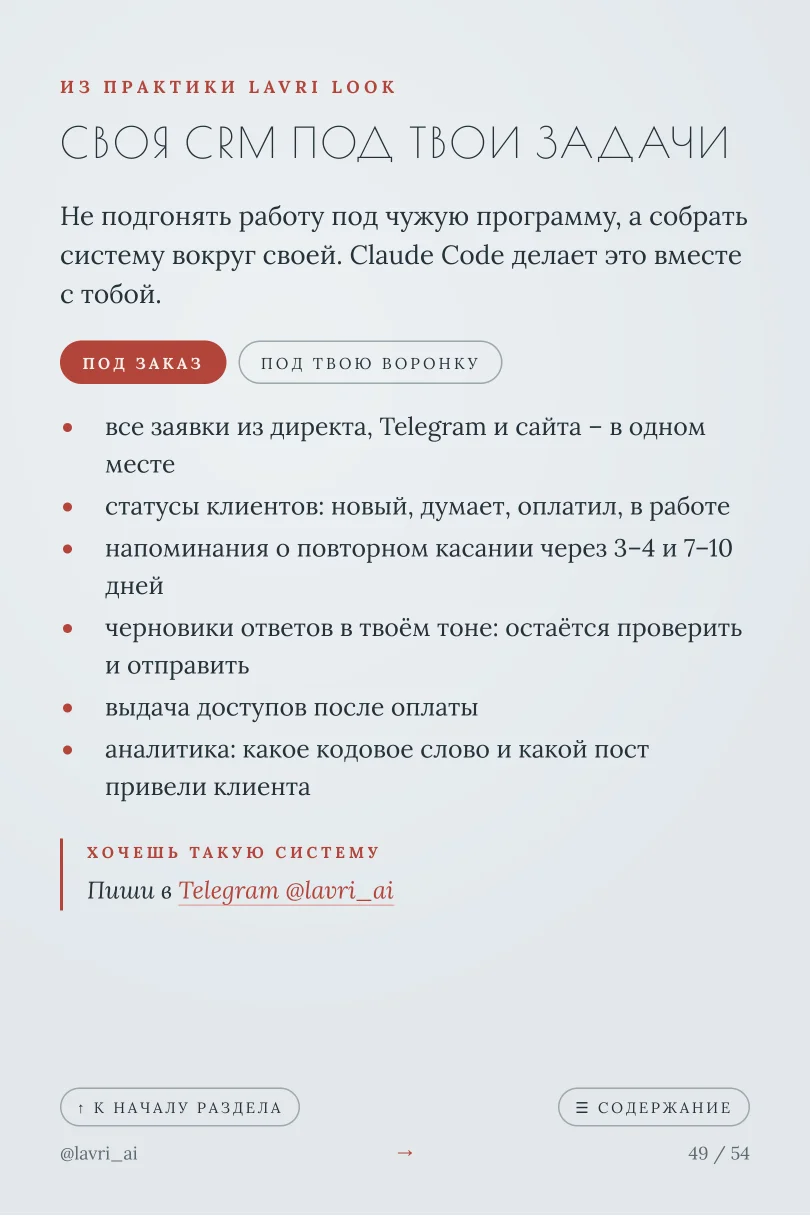 ИЗ ПРАКТИКИ LAVRI LOOK
СВОЯ CRM ПОД ТВОИ ЗАДАЧИ
Не подгонять работу под чужую программу, а собрать
систему вокруг своей. Claude Code делает это вместе
с тобой.
ПОД ЗАКАЗ
ПОД ТВОЮ ВОРОНКУ
• все заявки из директа, Telegram и сайта – в одном
месте
• статусы клиентов: новый, думает, оплатил, в работе
• напоминания о повторном касании через 3–4 и 7–10
дней
• черновики ответов в твоём тоне: остаётся проверить
и отправить
• выдача доступов после оплаты
• аналитика: какое кодовое слово и какой пост
привели клиента
ХОЧЕШЬ ТАКУЮ СИСТЕМУ
Пиши в Telegram @lavri_ai
↑ К НАЧАЛУ РАЗДЕЛА
☰ СОДЕРЖАНИЕ
@lavri_ai
→
49 / 54